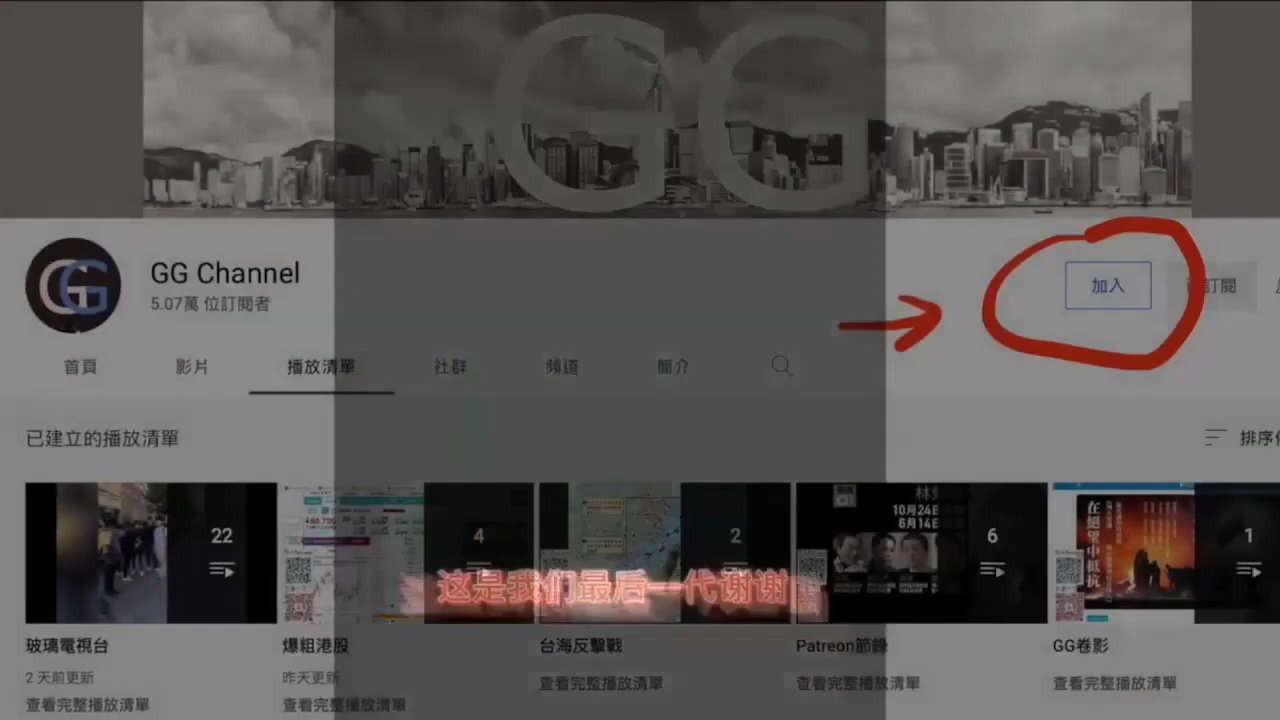 GG
GG
GG Channel
5.07萬 位訂閱者
加入
訂閱
首頁 影片 播放清單 社群 頻道 簡介
已建立的播放清單
排序
22 4 2 6 1
10月24日
6月14日
在絕望中抵抗
这是我们最后一代谢谢
玻璃電視台 爆粗港股 台海反擊戰 Patreon節錄 GG卷影
2 天前更新 昨天更新
查看完整播放清單 查看完整播放清單 查看完整播放清單 查看完整播放清單 查看完整播放清單